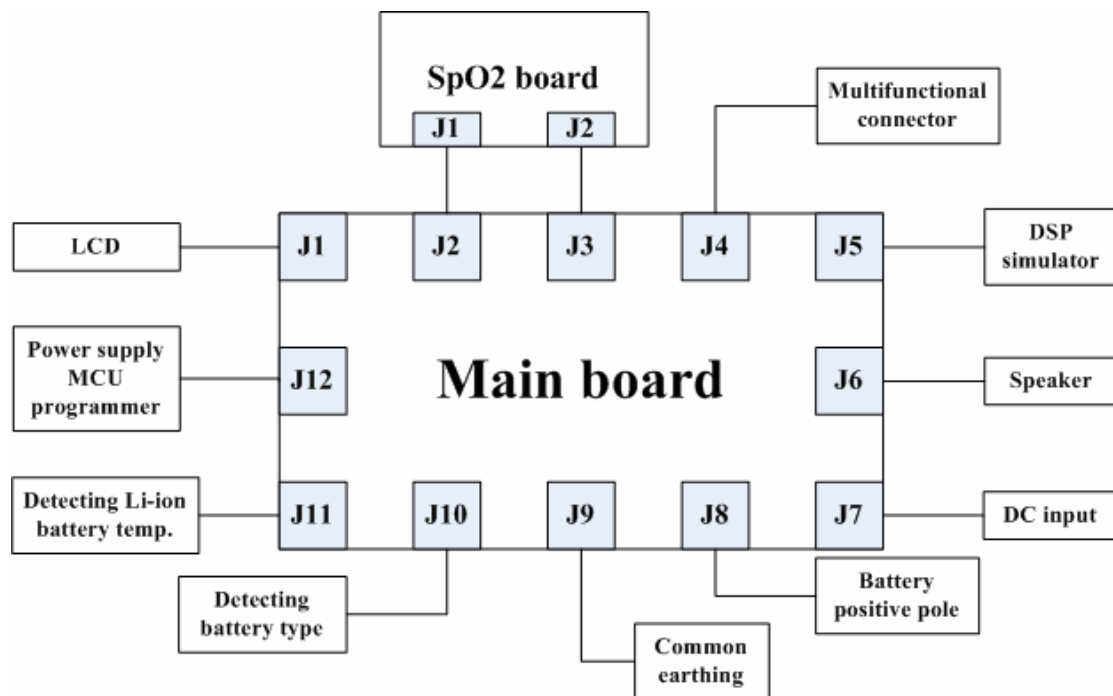 SpO2 board
J1
J2
Multifunctional
connector
LCD
J1
J2
J3
J4
J5
DSP
simulator
Power supply
MCU
programmer
J12
Main board
J6
Speaker
Detecting Li-ion
battery temp.
J11
J10
J9
J8
J7
DC input
Detecting
battery type
Battery
positive pole
Common
earthing